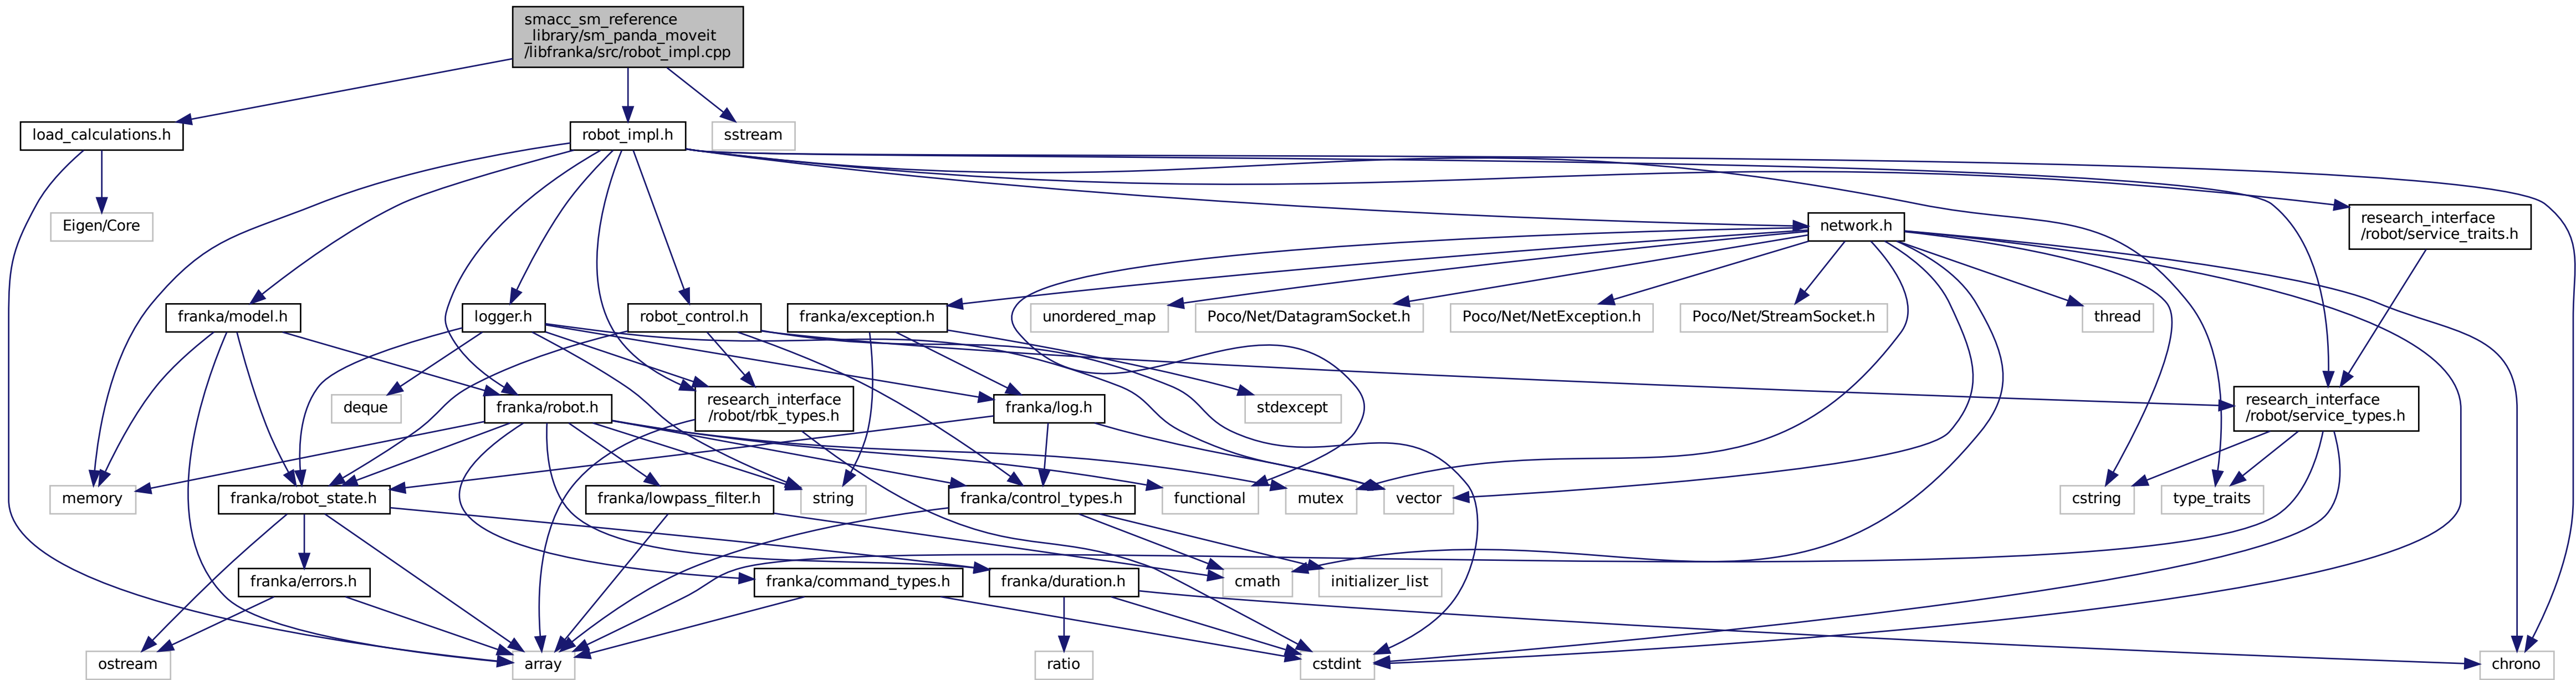 smacc_sm_reference
_library/sm_panda_moveit
/libfranka/src/robot_impl.cpp
load_calculations.h
robot_impl.h
sstream
Eigen/Core
network.h
research_interface
/robot/service_traits.h
franka/model.h
logger.h
robot_control.h
franka/exception.h
unordered_map
Poco/Net/DatagramSocket.h
Poco/Net/NetException.h
Poco/Net/StreamSocket.h
thread
deque
franka/robot.h
research_interface
/robot/rbk_types.h
franka/log.h
stdexcept
research_interface
/robot/service_types.h
memory
franka/robot_state.h
franka/lowpass_filter.h
string
franka/control_types.h
functional
mutex
vector
cstring
type_traits
franka/errors.h
franka/command_types.h
franka/duration.h
cmath
initializer_list
ostream
array
ratio
cstdint
chrono